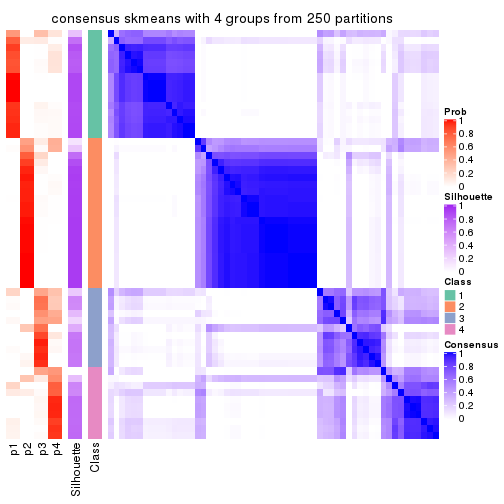 consensus skmeans with 4 groups from 250 partitions
Prob
1
0.8
0.6
0.4
0.2
0
Silhouette
1
0.8
0.6
0.4
0.2
0
Class
1
2
3
4
Consensus
1
0.8
0.6
0.4
0.2
0
p1
p2
p3
p4
Silhouette
Class